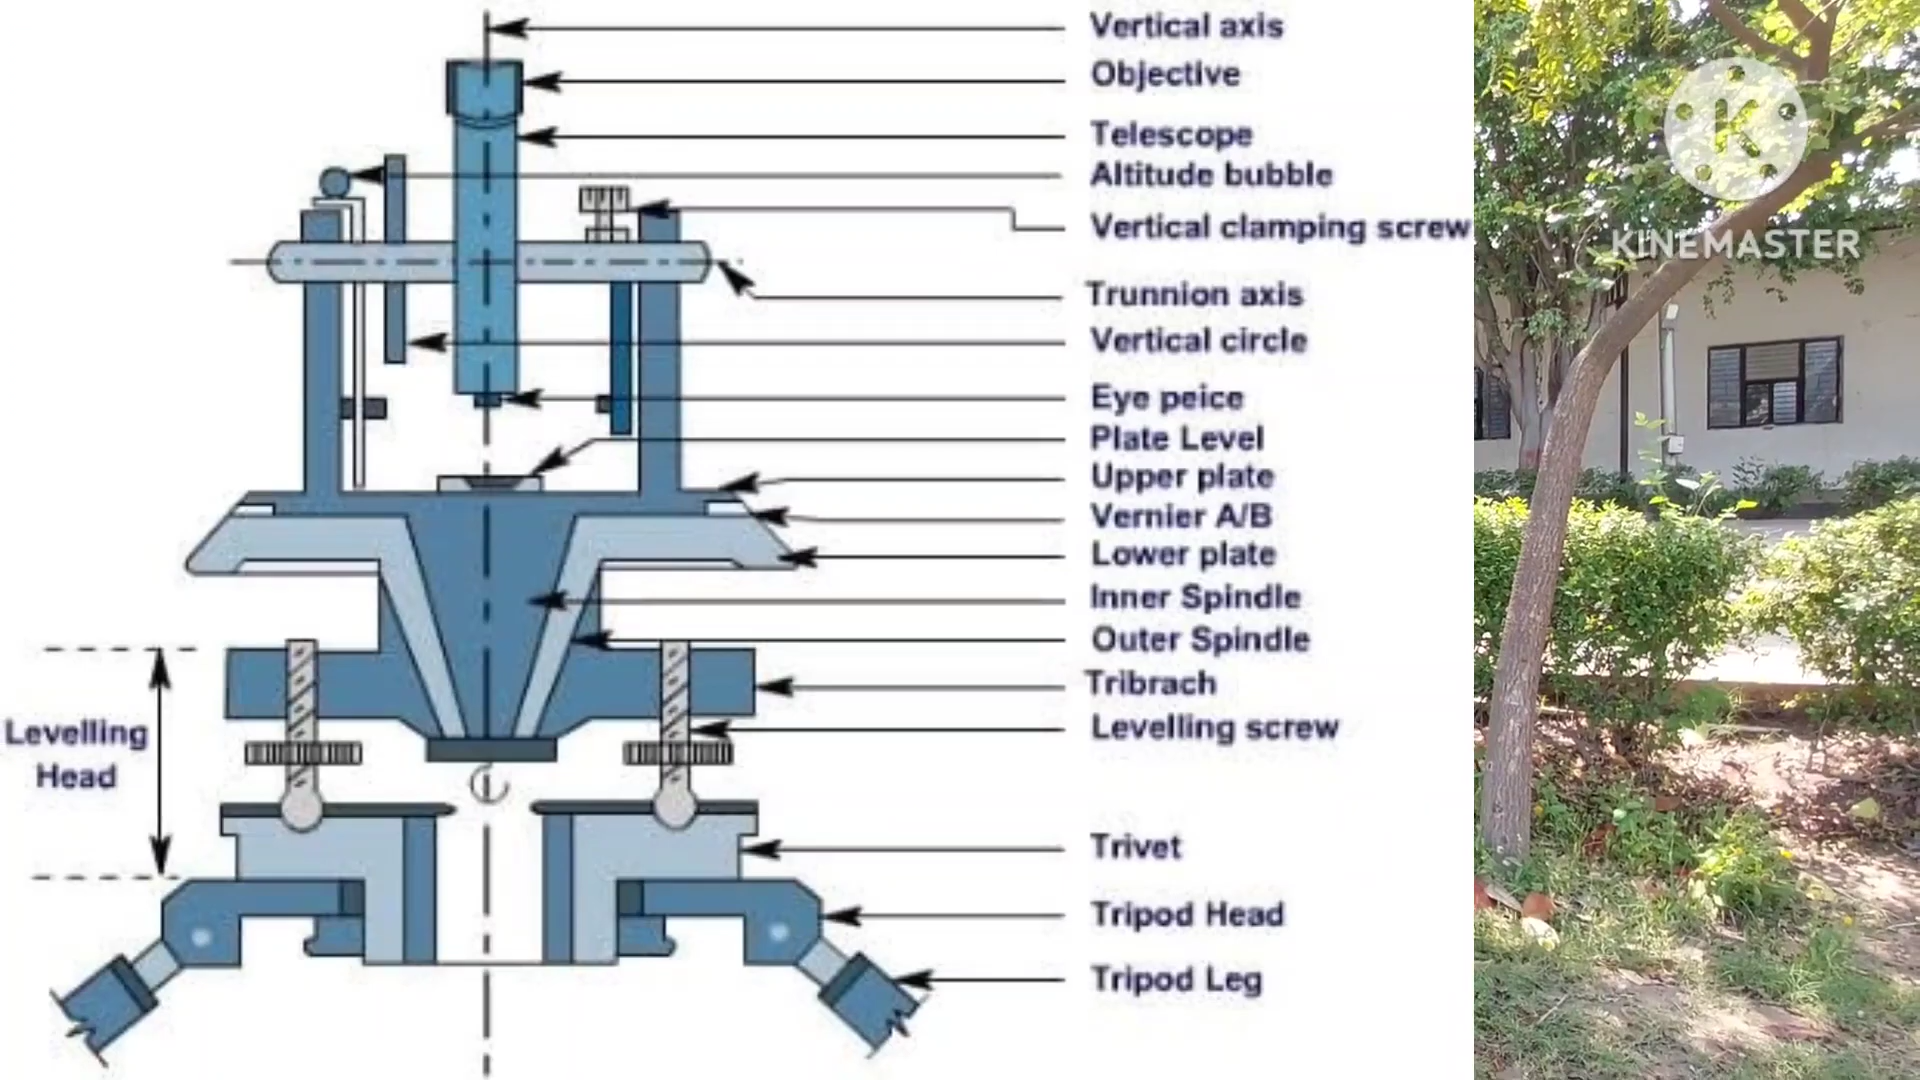 Vertical axis
Objective
Telescope
Altitude bubble
Vertical clamping screw
Trunnion axis
Vertical circle
Eye peice
Plate Level
Upper plate
Vernier A/B
Lower plate
Inner Spindle
Outer Spindle
Tribrach
Levelling screw
Levelling
Head
Trivet
Tripod Head
Tripod Leg
K
KINEMASTER